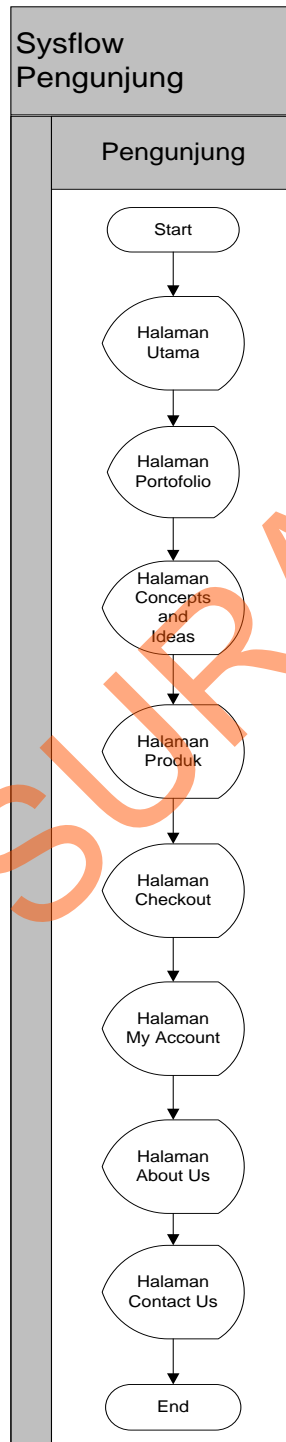 Sysflow
Pengunjung
Pengunjung
Start
Halaman
Utama
Halaman
Portofolio
Halaman
Concepts
and
Ideas
Halaman
Produk
Halaman
Checkout
Halaman
My Account
Halaman
About Us
Halaman
Contact Us
End
SURA